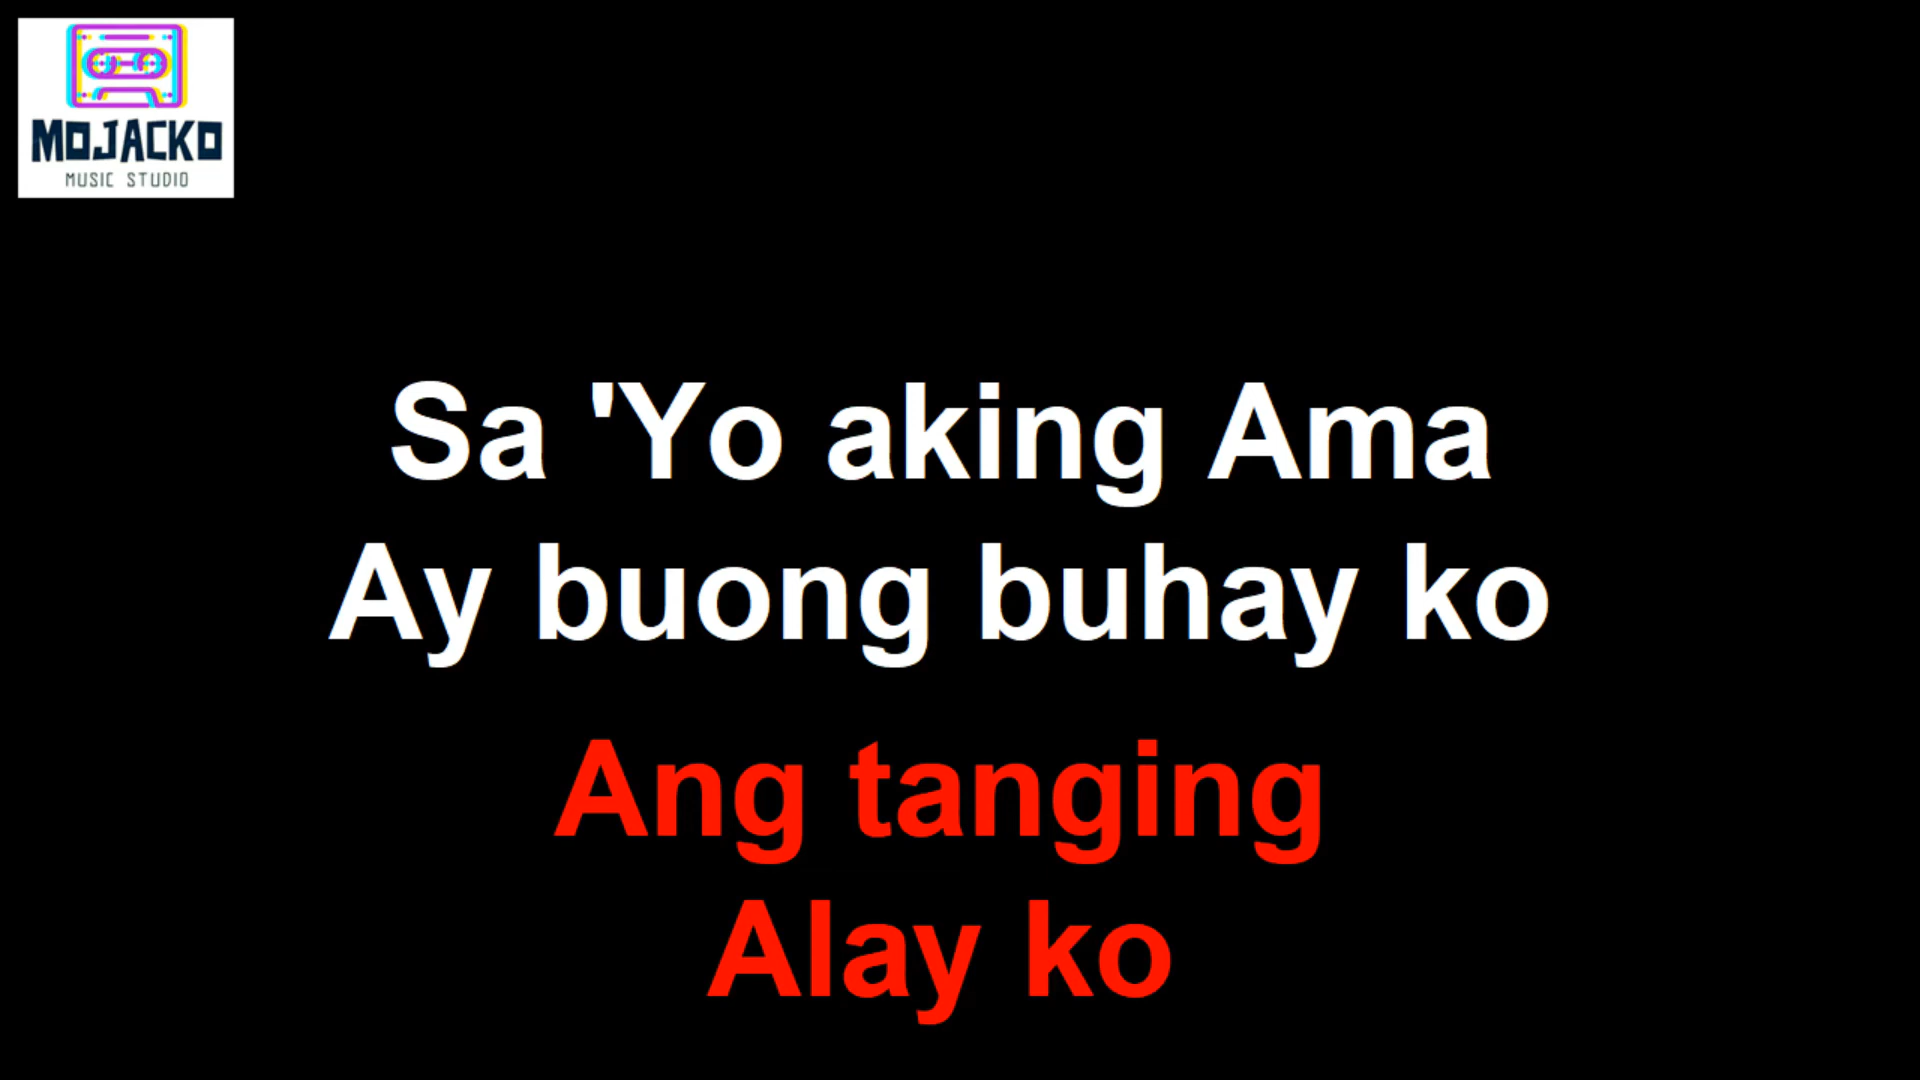 MOJACKO
MUSIC STUDIO
Sa 'Yo aking Ama
Ay buong buhay ko
Ang tanging
Alay ko